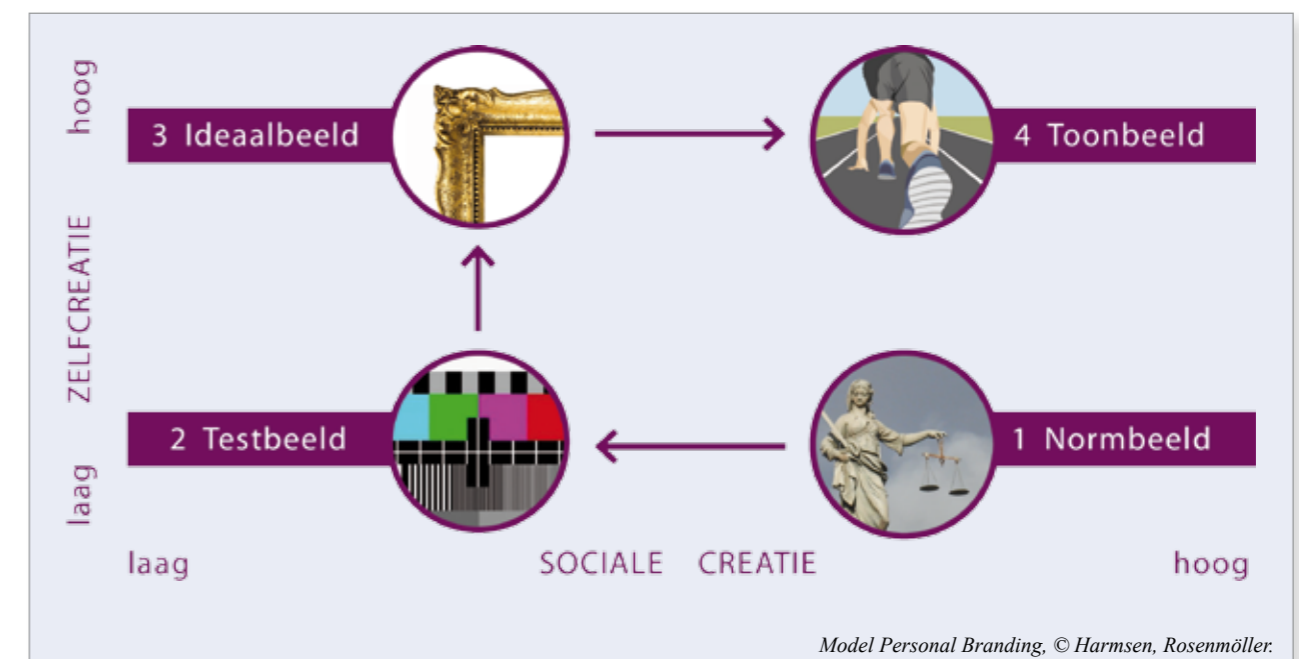 hoog
3 Ideaalbeeld
4 Toonbeeld
ZELFCREATIE
2 Testbeeld
1 Normbeeld
laag
laag SOCIALE CREATIE hoog
Model Personal Branding, © Harmsen, Rosenmöller.